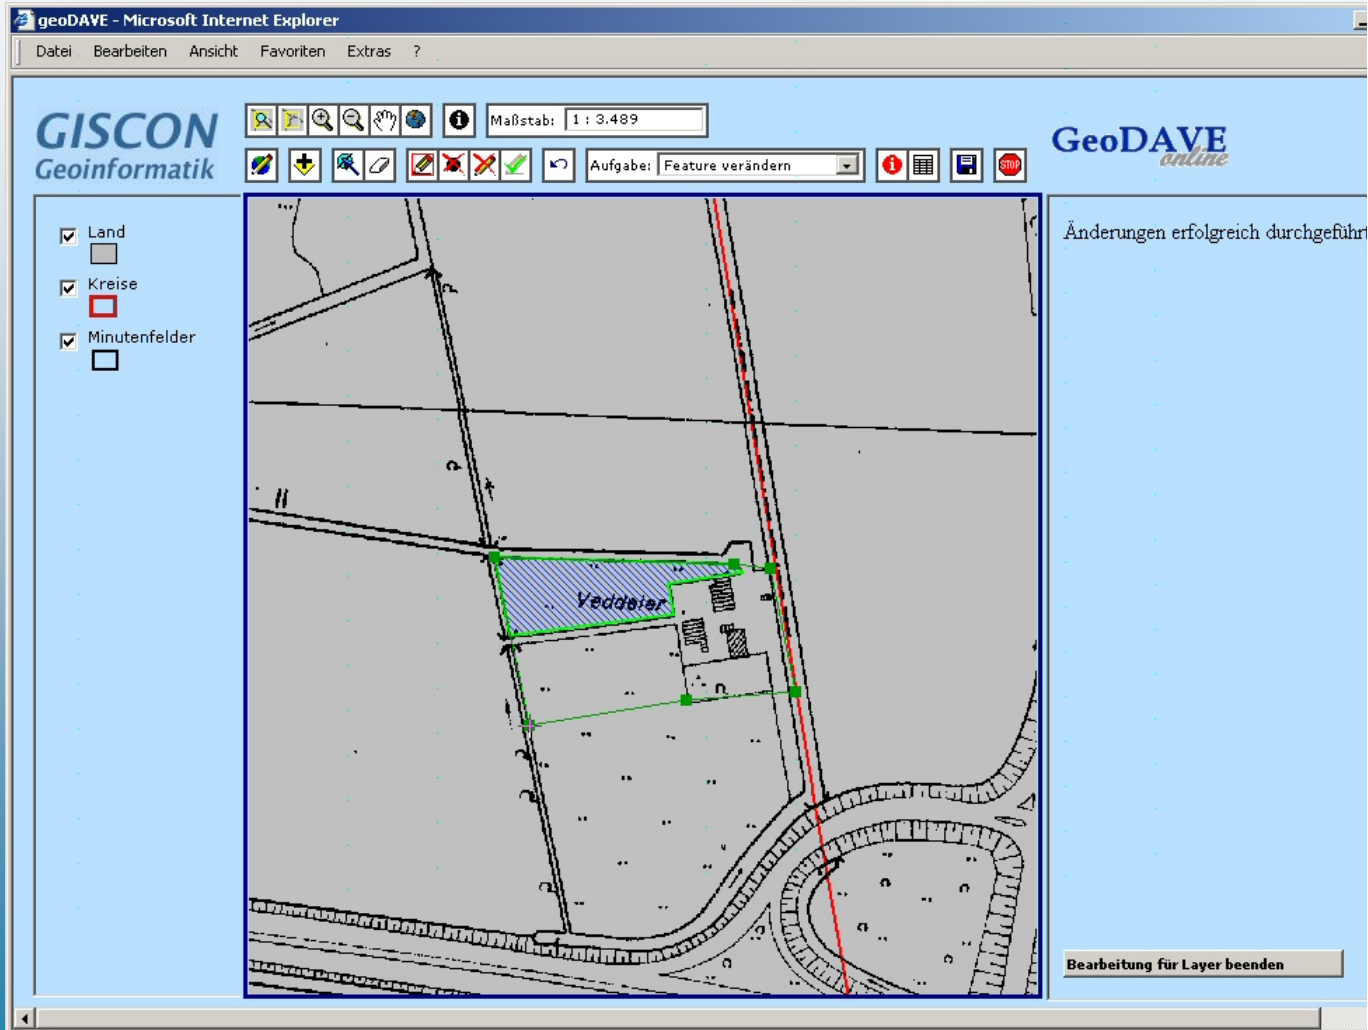 geoDAVE - Microsoft Internet Explorer
Datei Bearbeiten Ansicht Favoriten Extras ?
GISCON
Geoinformatik
Maßstab: 1 : 3.489
Aufgabe: Feature verändern
STOP
GeoDAVE
online
Land
Kreise
Minutenfelder
Änderungen erfolgreich durchgeführt
Veddeler
Bearbeitung für Layer beenden